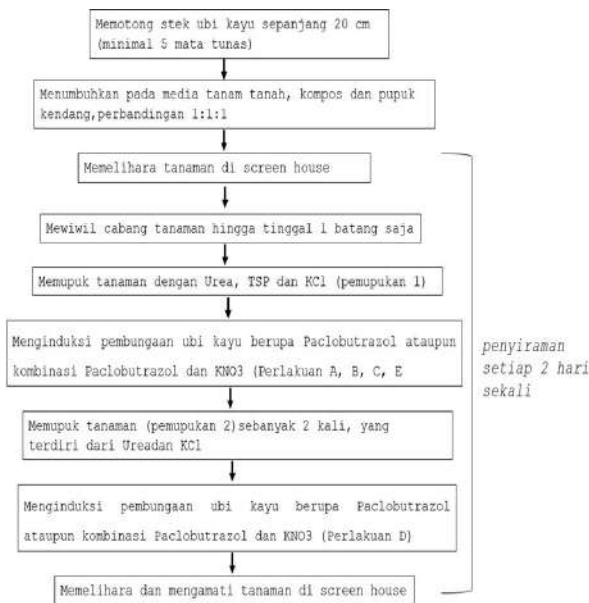 Memotong stek ubi kayu sepanjang 20 cm
(minimal 5 mata tunas)
Menumbuhkan pada media tanam tanah, kompos dan pupuk
kendang,perbandingan 1:1:1
Memelihara tanaman di screen house
Mewiwil cabang tanaman hingga tinggal 1 batang saja
Memupuk tanaman dengan Urea, TSP dan KCl (pemupukan 1)
Menginduksi pembungaan ubi kayu berupa Paclobutrazol ataupun
kombinasi Paclobutrazol dan KNO3 (Perlakuan A, B, C, E
Memupuk tanaman (pemupukan 2)sebanyak 2 kali, yang
terdiri dari Ureadan KCl
Menginduksi pembungaan ubi kayu berupa Paclobutrazol
ataupun kombinasi Paclobutrazol dan KNO3 (Perlakuan D)
Memelihara dan mengamati tanaman di screen house
penyiraman
setiap 2 hari
sekali